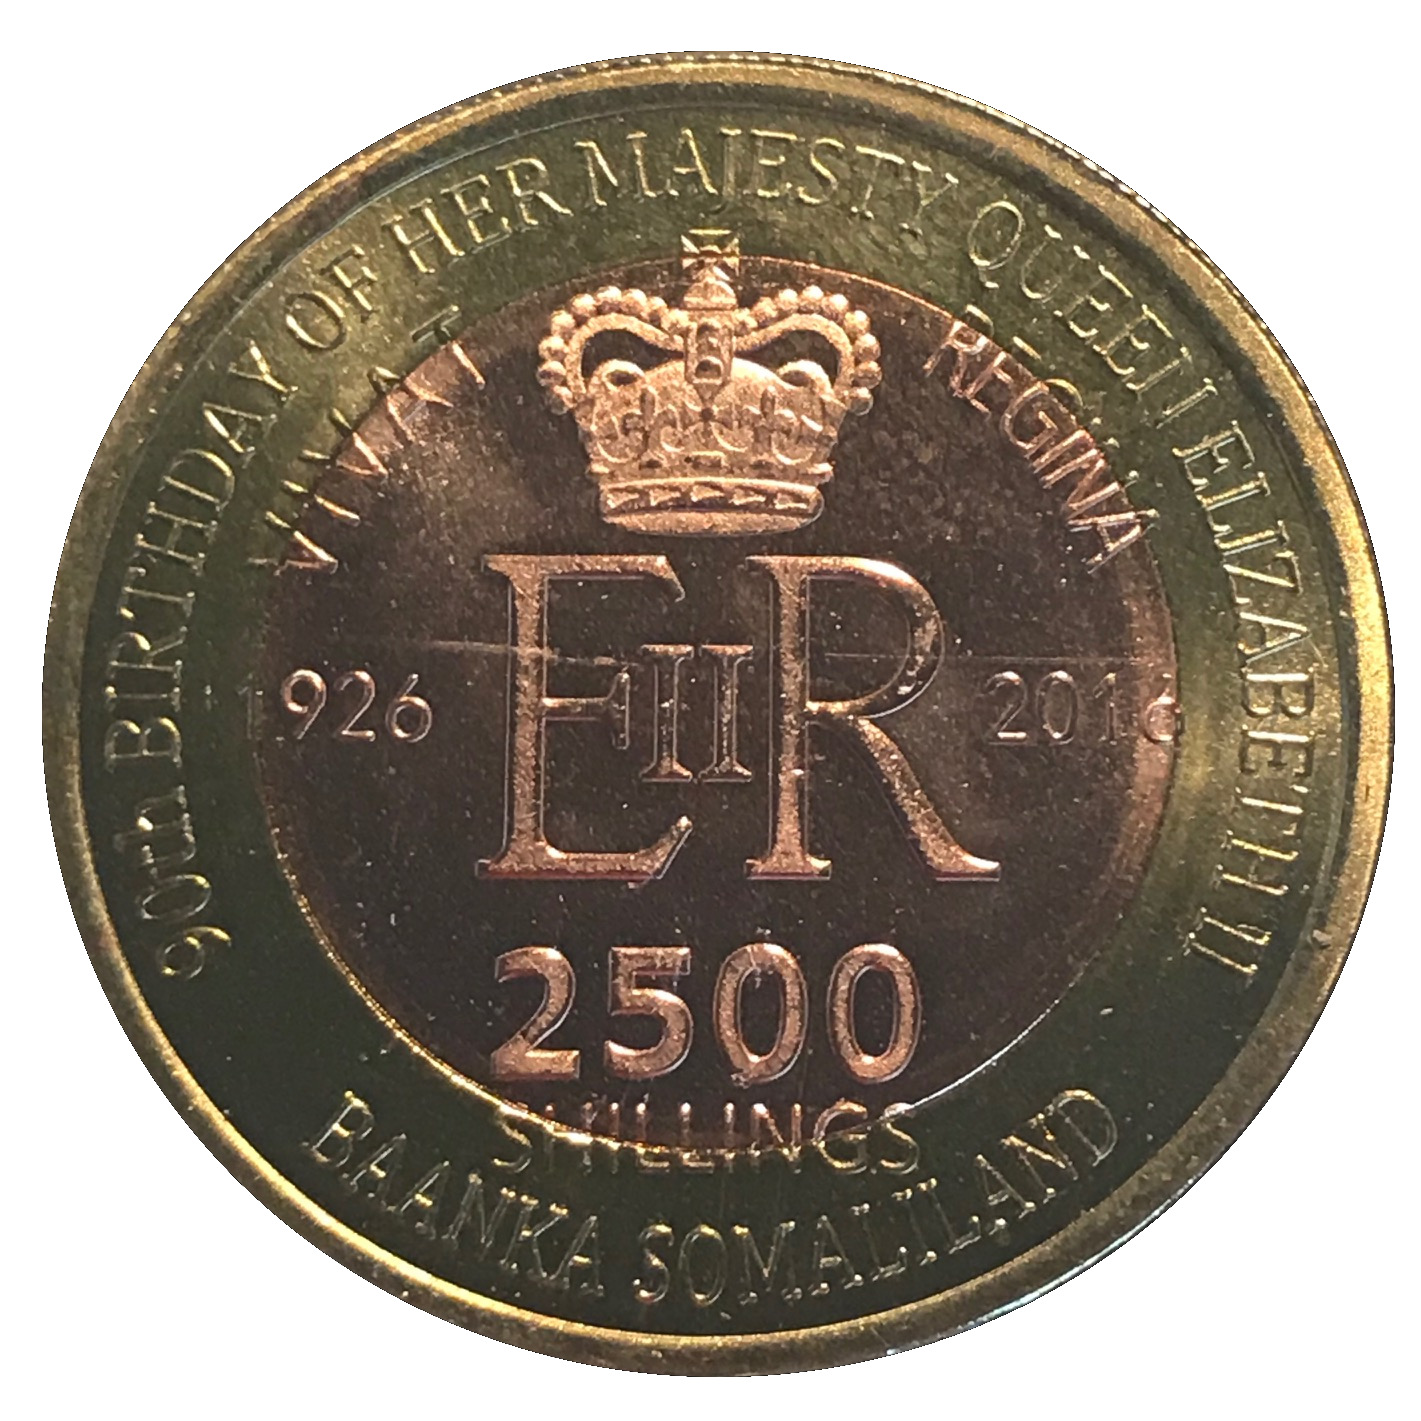 90th BIRTHDAY OF HER MAJESTY QUEEN ELIZABETH II
VIVAT REGINA
EIIR
1926 2016
2500
SHILLINGS
BAANKA SOMALILAND